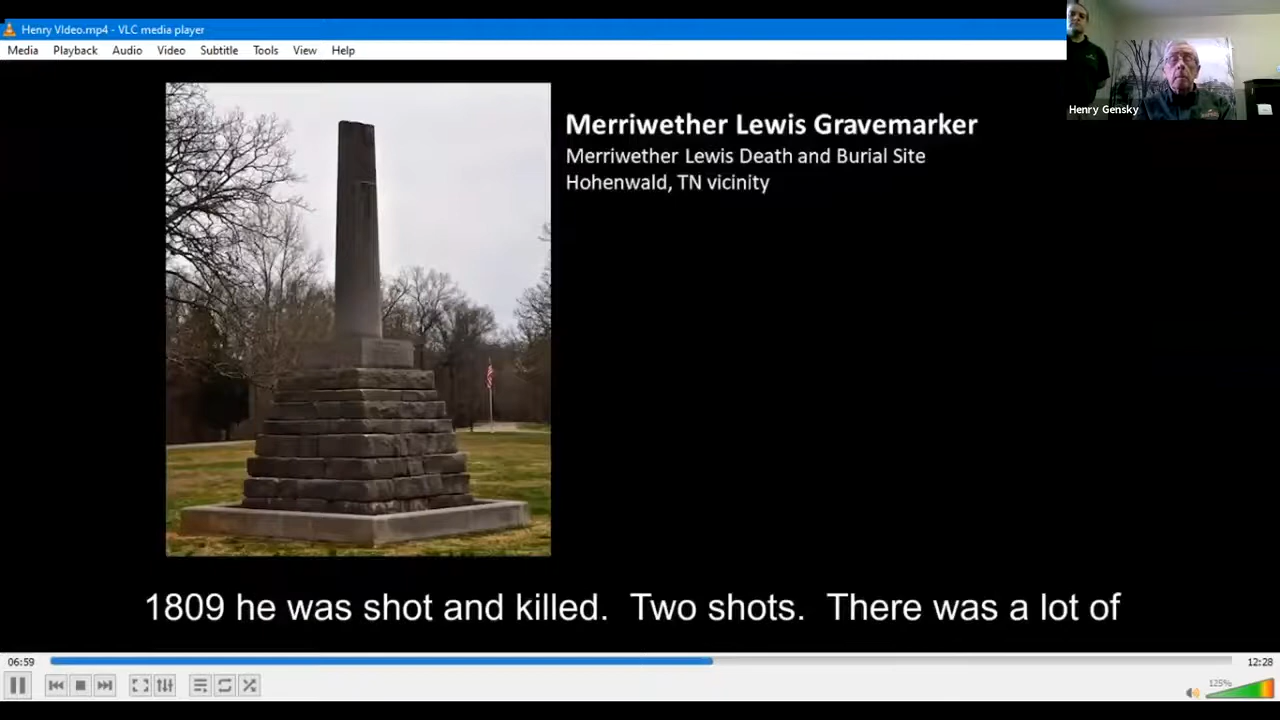 Henry VIdeo.mp4 - VLC media player
Media Playback Audio Video Subtitle Tools View Help
Henry Gensky
Merriwether Lewis Gravemarker
Merriwether Lewis Death and Burial Site
Hohenwald, TN vicinity
1809 he was shot and killed. Two shots. There was a lot of
06:59
12:28
125%